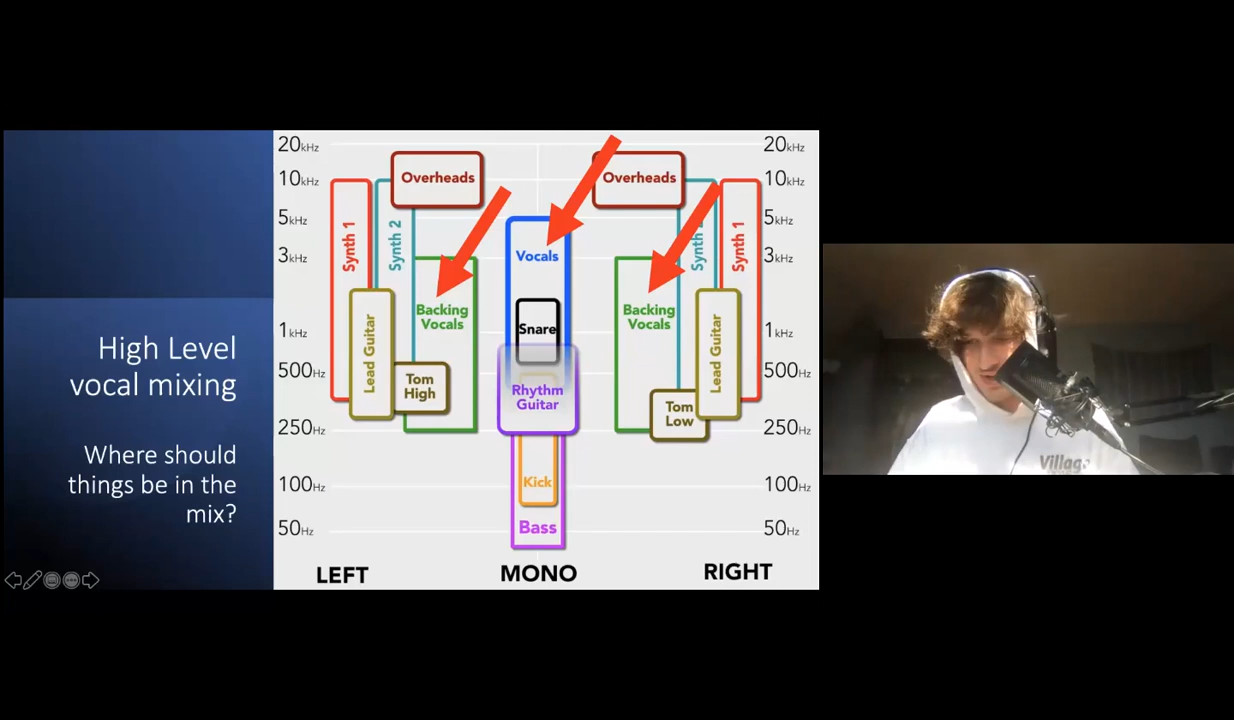 High Level
vocal mixing
Where should
things be in the
mix?
20kHz
10kHz
5kHz
3kHz
1kHz
500Hz
250Hz
100Hz
50Hz
Synth 1
Synth 2
Overheads
Lead Guitar
Backing
Vocals
Tom
High
Vocals
Snare
Rhythm
Guitar
Kick
Bass
Overheads
Backing
Vocals
Tom
Low
Synth
Lead Guitar
Synth 1
20kHz
10kHz
5kHz
3kHz
1kHz
500Hz
250Hz
100Hz
50Hz
LEFT
MONO
RIGHT
Village